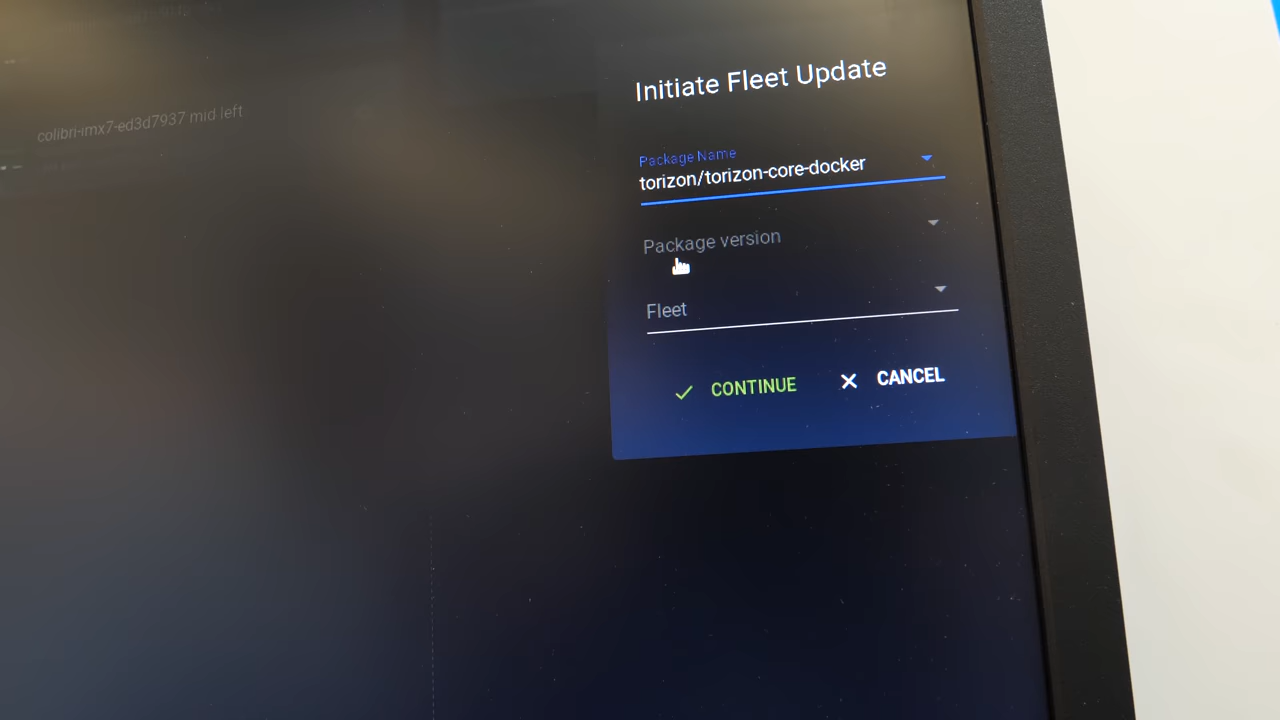 colibri-imx7-ed3d7937 mid left
Initiate Fleet Update
Package Name
torizon/torizon-core-docker
Package version
Fleet
CONTINUE
CANCEL